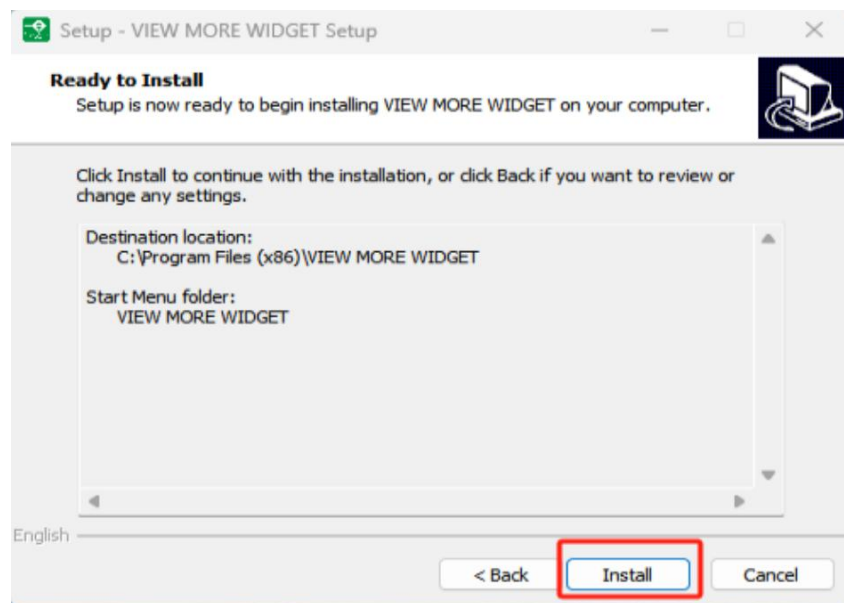 Setup - VIEW MORE WIDGET Setup
Ready to Install
Setup is now ready to begin installing VIEW MORE WIDGET on your computer.
Click Install to continue with the installation, or click Back if you want to review or
change any settings.
Destination location:
C:\Program Files (x86)\VIEW MORE WIDGET
Start Menu folder:
VIEW MORE WIDGET
English
< Back
Install
Cancel